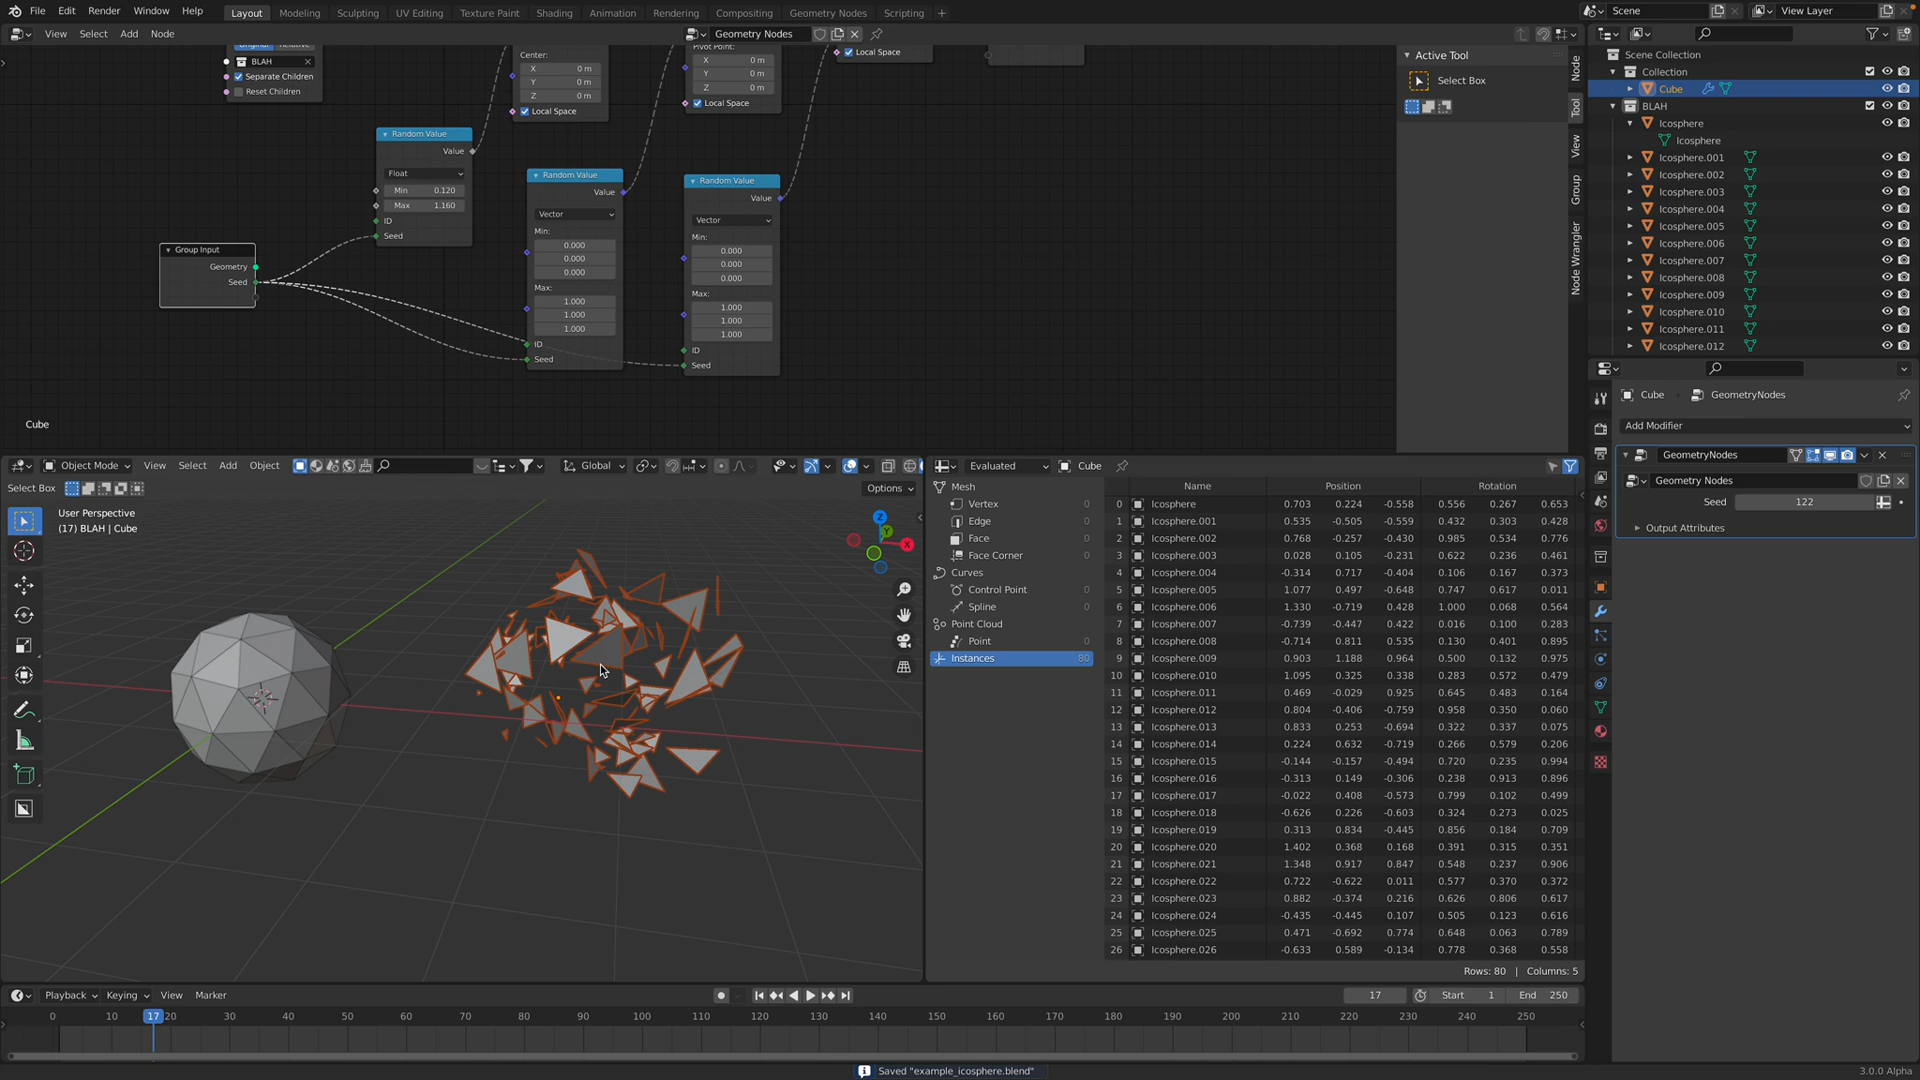 File Edit Render Window Help Layout Modeling Sculpting UV Editing Texture Paint Shading Animation Rendering Compositing Geometry Nodes Scripting + Scene View Layer
View Select Add Node Geometry Nodes
BLAH
Separate Children
Reset Children
Center:
X 0 m
Y 0 m
Z 0 m
Local Space
Pivot Point:
X 0 m
Y 0 m
Z 0 m
Local Space
Local Space
Random Value
Value
Float
Min 0.120
Max 1.160
ID
Seed
Random Value
Value
Vector
Min:
0.000
0.000
0.000
Max:
1.000
1.000
1.000
ID
Seed
Random Value
Value
Vector
Min:
0.000
0.000
0.000
Max:
1.000
1.000
1.000
ID
Seed
Group Input
Geometry
Seed
Cube
Active Tool
Select Box
Node
Tool
View
Group
Node Wrangler
Scene Collection
Collection
Cube
BLAH
Icosphere
Icosphere
Icosphere.001
Icosphere.002
Icosphere.003
Icosphere.004
Icosphere.005
Icosphere.006
Icosphere.007
Icosphere.008
Icosphere.009
Icosphere.010
Icosphere.011
Icosphere.012
Cube GeometryNodes
Add Modifier
GeometryNodes
Geometry Nodes
Seed 122
Output Attributes
Object Mode View Select Add Object Global
Select Box Options
User Perspective
(17) BLAH | Cube
Z
Y
X
Evaluated Cube
Mesh
Vertex 0
Edge 0
Face 0
Face Corner 0
Curves
Control Point 0
Spline 0
Point Cloud
Point 0
Instances 80
Name Position Rotation
0 Icosphere 0.703 0.224 -0.558 0.556 0.267 0.653
1 Icosphere.001 0.535 -0.505 -0.559 0.432 0.303 0.428
2 Icosphere.002 0.768 -0.257 -0.430 0.985 0.534 0.776
3 Icosphere.003 0.028 0.105 -0.231 0.622 0.236 0.461
4 Icosphere.004 -0.314 0.717 -0.404 0.106 0.167 0.373
5 Icosphere.005 1.077 0.497 -0.648 0.747 0.617 0.011
6 Icosphere.006 1.330 -0.719 0.428 1.000 0.068 0.564
7 Icosphere.007 -0.739 -0.447 0.422 0.016 0.100 0.283
8 Icosphere.008 -0.714 0.811 0.535 0.130 0.401 0.895
9 Icosphere.009 0.903 1.188 0.964 0.500 0.132 0.975
10 Icosphere.010 1.095 0.325 0.338 0.283 0.572 0.479
11 Icosphere.011 0.469 -0.029 0.925 0.645 0.483 0.164
12 Icosphere.012 0.804 -0.406 -0.759 0.958 0.350 0.060
13 Icosphere.013 0.833 0.253 -0.694 0.322 0.337 0.075
14 Icosphere.014 0.224 0.632 -0.719 0.266 0.579 0.206
15 Icosphere.015 -0.144 -0.157 -0.494 0.720 0.235 0.994
16 Icosphere.016 -0.313 0.149 -0.306 0.238 0.913 0.896
17 Icosphere.017 -0.022 0.408 -0.573 0.799 0.102 0.499
18 Icosphere.018 -0.626 0.226 -0.603 0.324 0.273 0.025
19 Icosphere.019 0.313 0.834 -0.445 0.856 0.184 0.709
20 Icosphere.020 1.402 0.368 0.168 0.391 0.315 0.351
21 Icosphere.021 1.348 0.917 0.847 0.548 0.237 0.906
22 Icosphere.022 0.722 -0.622 0.011 0.577 0.370 0.372
23 Icosphere.023 0.882 -0.374 0.216 0.626 0.806 0.617
24 Icosphere.024 -0.435 -0.445 0.107 0.505 0.123 0.616
25 Icosphere.025 0.471 -0.692 0.774 0.648 0.063 0.789
26 Icosphere.026 -0.633 0.589 -0.134 0.778 0.368 0.558
Rows: 80 | Columns: 5
Playback Keying View Marker 17 Start 1 End 250
0 10 17 20 30 40 50 60 70 80 90 100 110 120 130 140 150 160 170 180 190 200 210 220 230 240 250
Saved "example_icosphere.blend"
3.0.0 Alpha